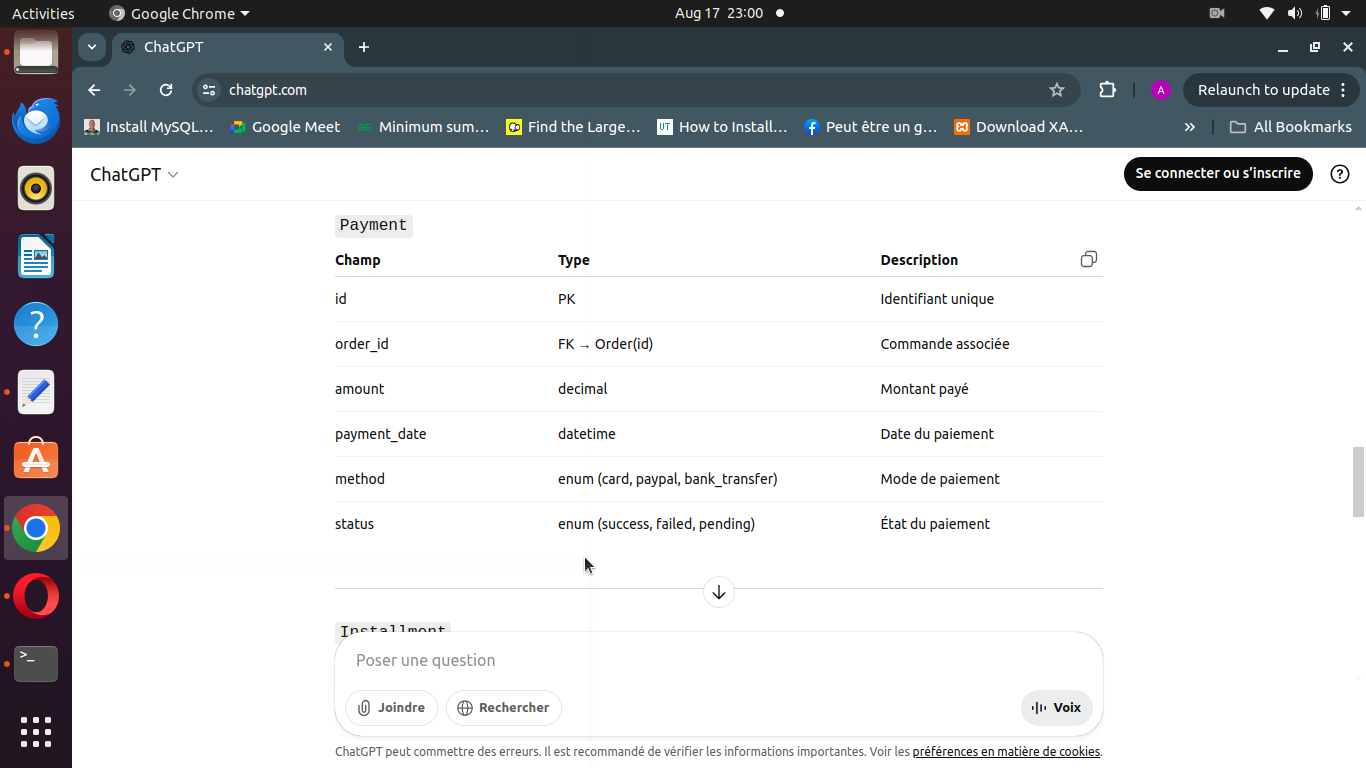 Activities
Google Chrome
Aug 17 23:00
ChatGPT
chatgpt.com
A
Relaunch to update
Install MySQL…
Google Meet
Minimum sum…
Find the Large…
UT
How to Install…
Peut être un g…
Download XA…
All Bookmarks
ChatGPT
Se connecter ou s’inscrire
Payment
Champ Type Description
id PK Identifiant unique
order_id FK → Order(id) Commande associée
amount decimal Montant payé
payment_date datetime Date du paiement
method enum (card, paypal, bank_transfer) Mode de paiement
status enum (success, failed, pending) État du paiement
Installment
Poser une question
Joindre
Rechercher
Voix
ChatGPT peut commettre des erreurs. Il est recommandé de vérifier les informations importantes. Voir les préférences en matière de cookies.